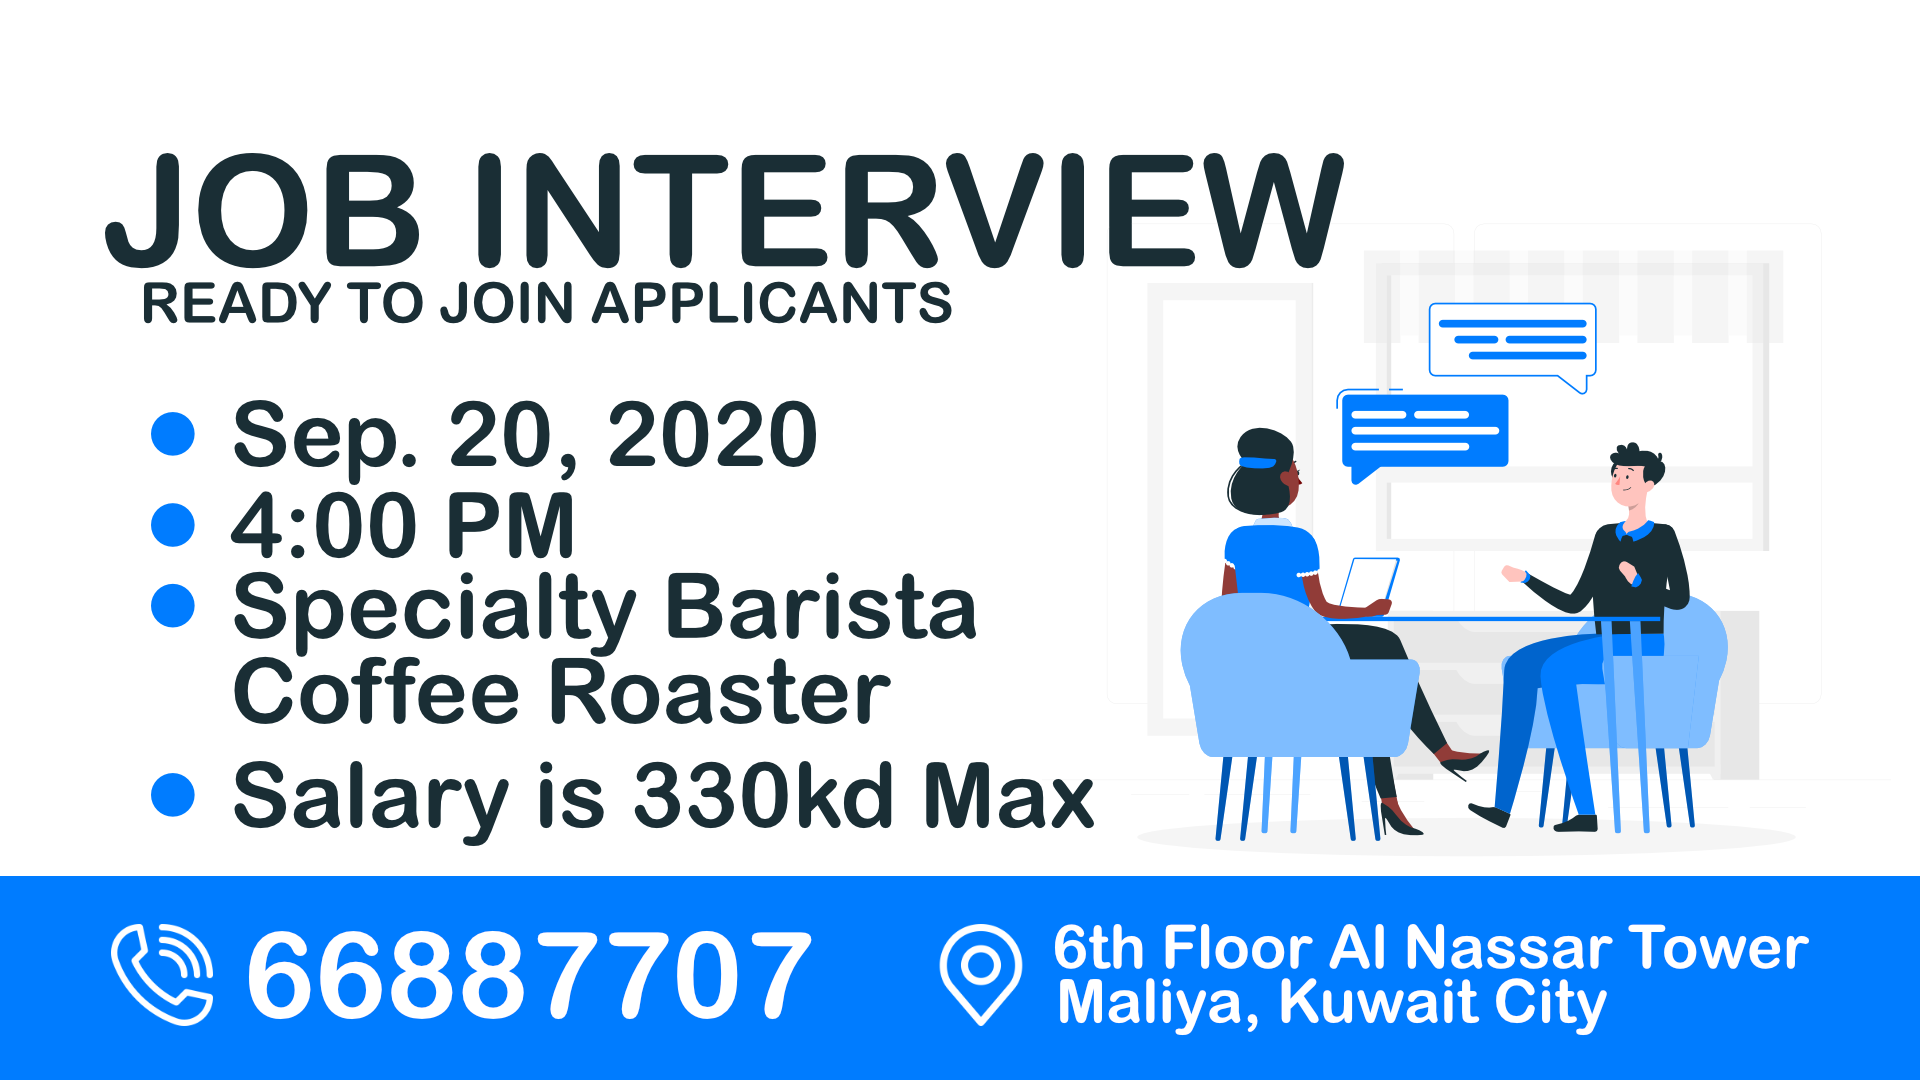 JOB INTERVIEW
READY TO JOIN APPLICANTS
Sep. 20, 2020
4:00 PM
Specialty Barista
Coffee Roaster
Salary is 330kd Max
66887707
6th Floor Al Nassar Tower
Maliya, Kuwait City